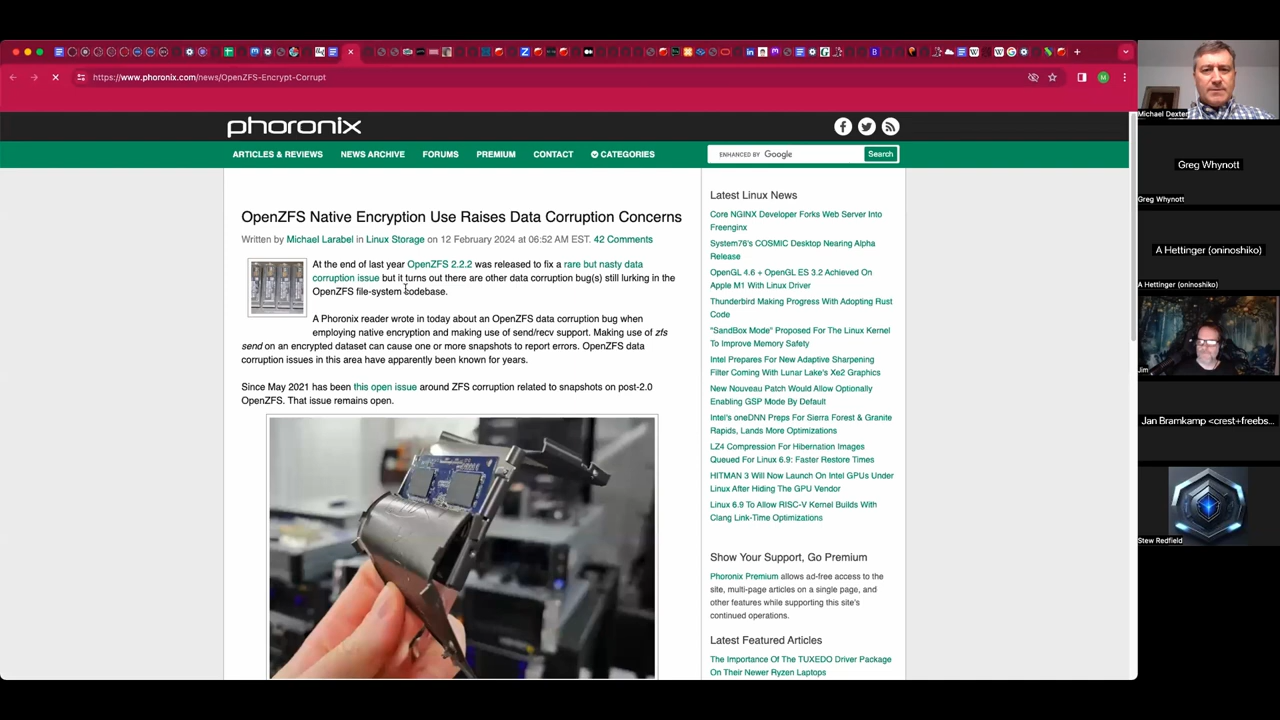 https://www.phoronix.com/news/OpenZFS-Encrypt-Corrupt
M
phoronix
ARTICLES & REVIEWS
NEWS ARCHIVE
FORUMS
PREMIUM
CONTACT
CATEGORIES
ENHANCED BY Google
Search
OpenZFS Native Encryption Use Raises Data Corruption Concerns
Written by Michael Larabel in Linux Storage on 12 February 2024 at 06:52 AM EST. 42 Comments
At the end of last year OpenZFS 2.2.2 was released to fix a rare but nasty data
corruption issue but it turns out there are other data corruption bug(s) still lurking in the
OpenZFS file-system codebase.
A Phoronix reader wrote in today about an OpenZFS data corruption bug when
employing native encryption and making use of send/recv support. Making use of zfs
send on an encrypted dataset can cause one or more snapshots to report errors. OpenZFS data
corruption issues in this area have apparently been known for years.
Since May 2021 has been this open issue around ZFS corruption related to snapshots on post-2.0
OpenZFS. That issue remains open.
Latest Linux News
Core NGINX Developer Forks Web Server Into
Freenginx
System76's COSMIC Desktop Nearing Alpha
Release
OpenGL 4.6 + OpenGL ES 3.2 Achieved On
Apple M1 With Linux Driver
Thunderbird Making Progress With Adopting Rust
Code
"SandBox Mode" Proposed For The Linux Kernel
To Improve Memory Safety
Intel Prepares For New Adaptive Sharpening
Filter Coming With Lunar Lake's Xe2 Graphics
New Nouveau Patch Would Allow Optionally
Enabling GSP Mode By Default
Intel's oneDNN Preps For Sierra Forest & Granite
Rapids, Lands More Optimizations
LZ4 Compression For Hibernation Images
Queued For Linux 6.9: Faster Restore Times
HITMAN 3 Will Now Launch On Intel GPUs Under
Linux After Hiding The GPU Vendor
Linux 6.9 To Allow RISC-V Kernel Builds With
Clang Link-Time Optimizations
Show Your Support, Go Premium
Phoronix Premium allows ad-free access to the
site, multi-page articles on a single page, and
other features while supporting this site's
continued operations.
Latest Featured Articles
The Importance Of The TUXEDO Driver Package
On Their Newer Ryzen Laptops
Michael Dexter
Greg Whynott
Greg Whynott
A Hettinger (oninoshiko)
A Hettinger (oninoshiko)
Jim
Jan Bramkamp <crest+freebs...
Stew Redfield